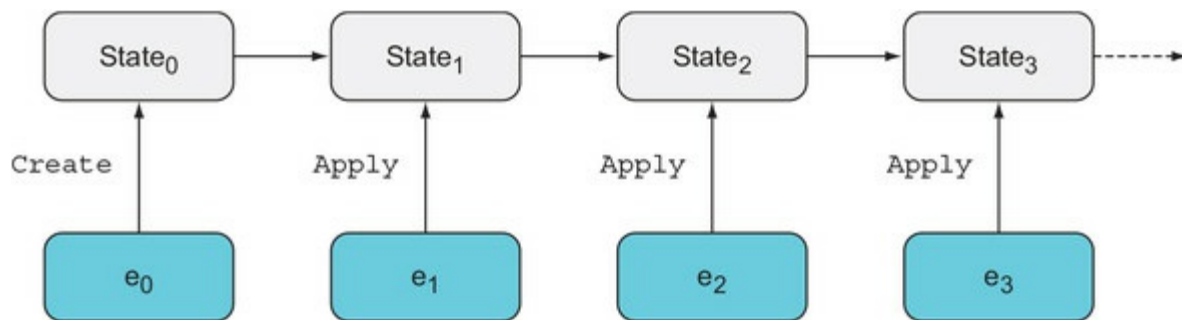 State₀ State₁ State₂ State₃
Create Apply Apply Apply
e₀ e₁ e₂ e₃